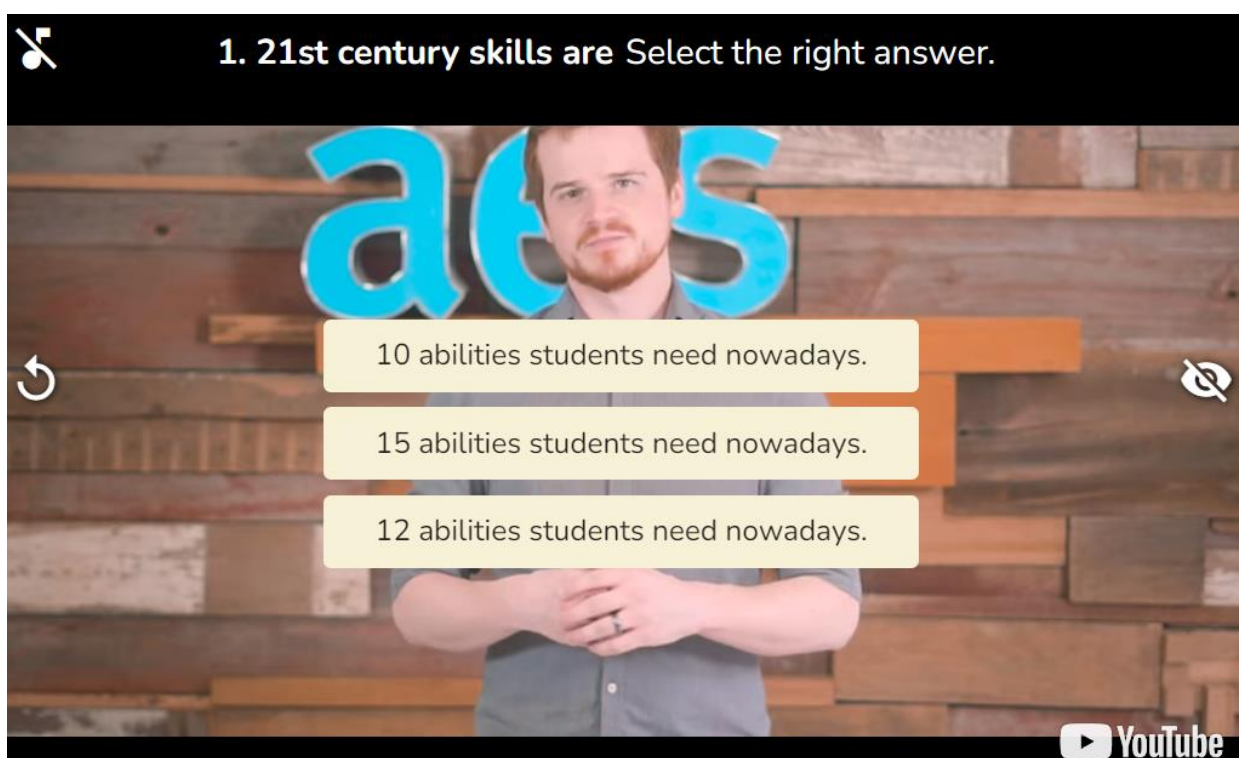 1. 21st century skills are Select the right answer.
aes
10 abilities students need nowadays.
15 abilities students need nowadays.
12 abilities students need nowadays.
YouTube